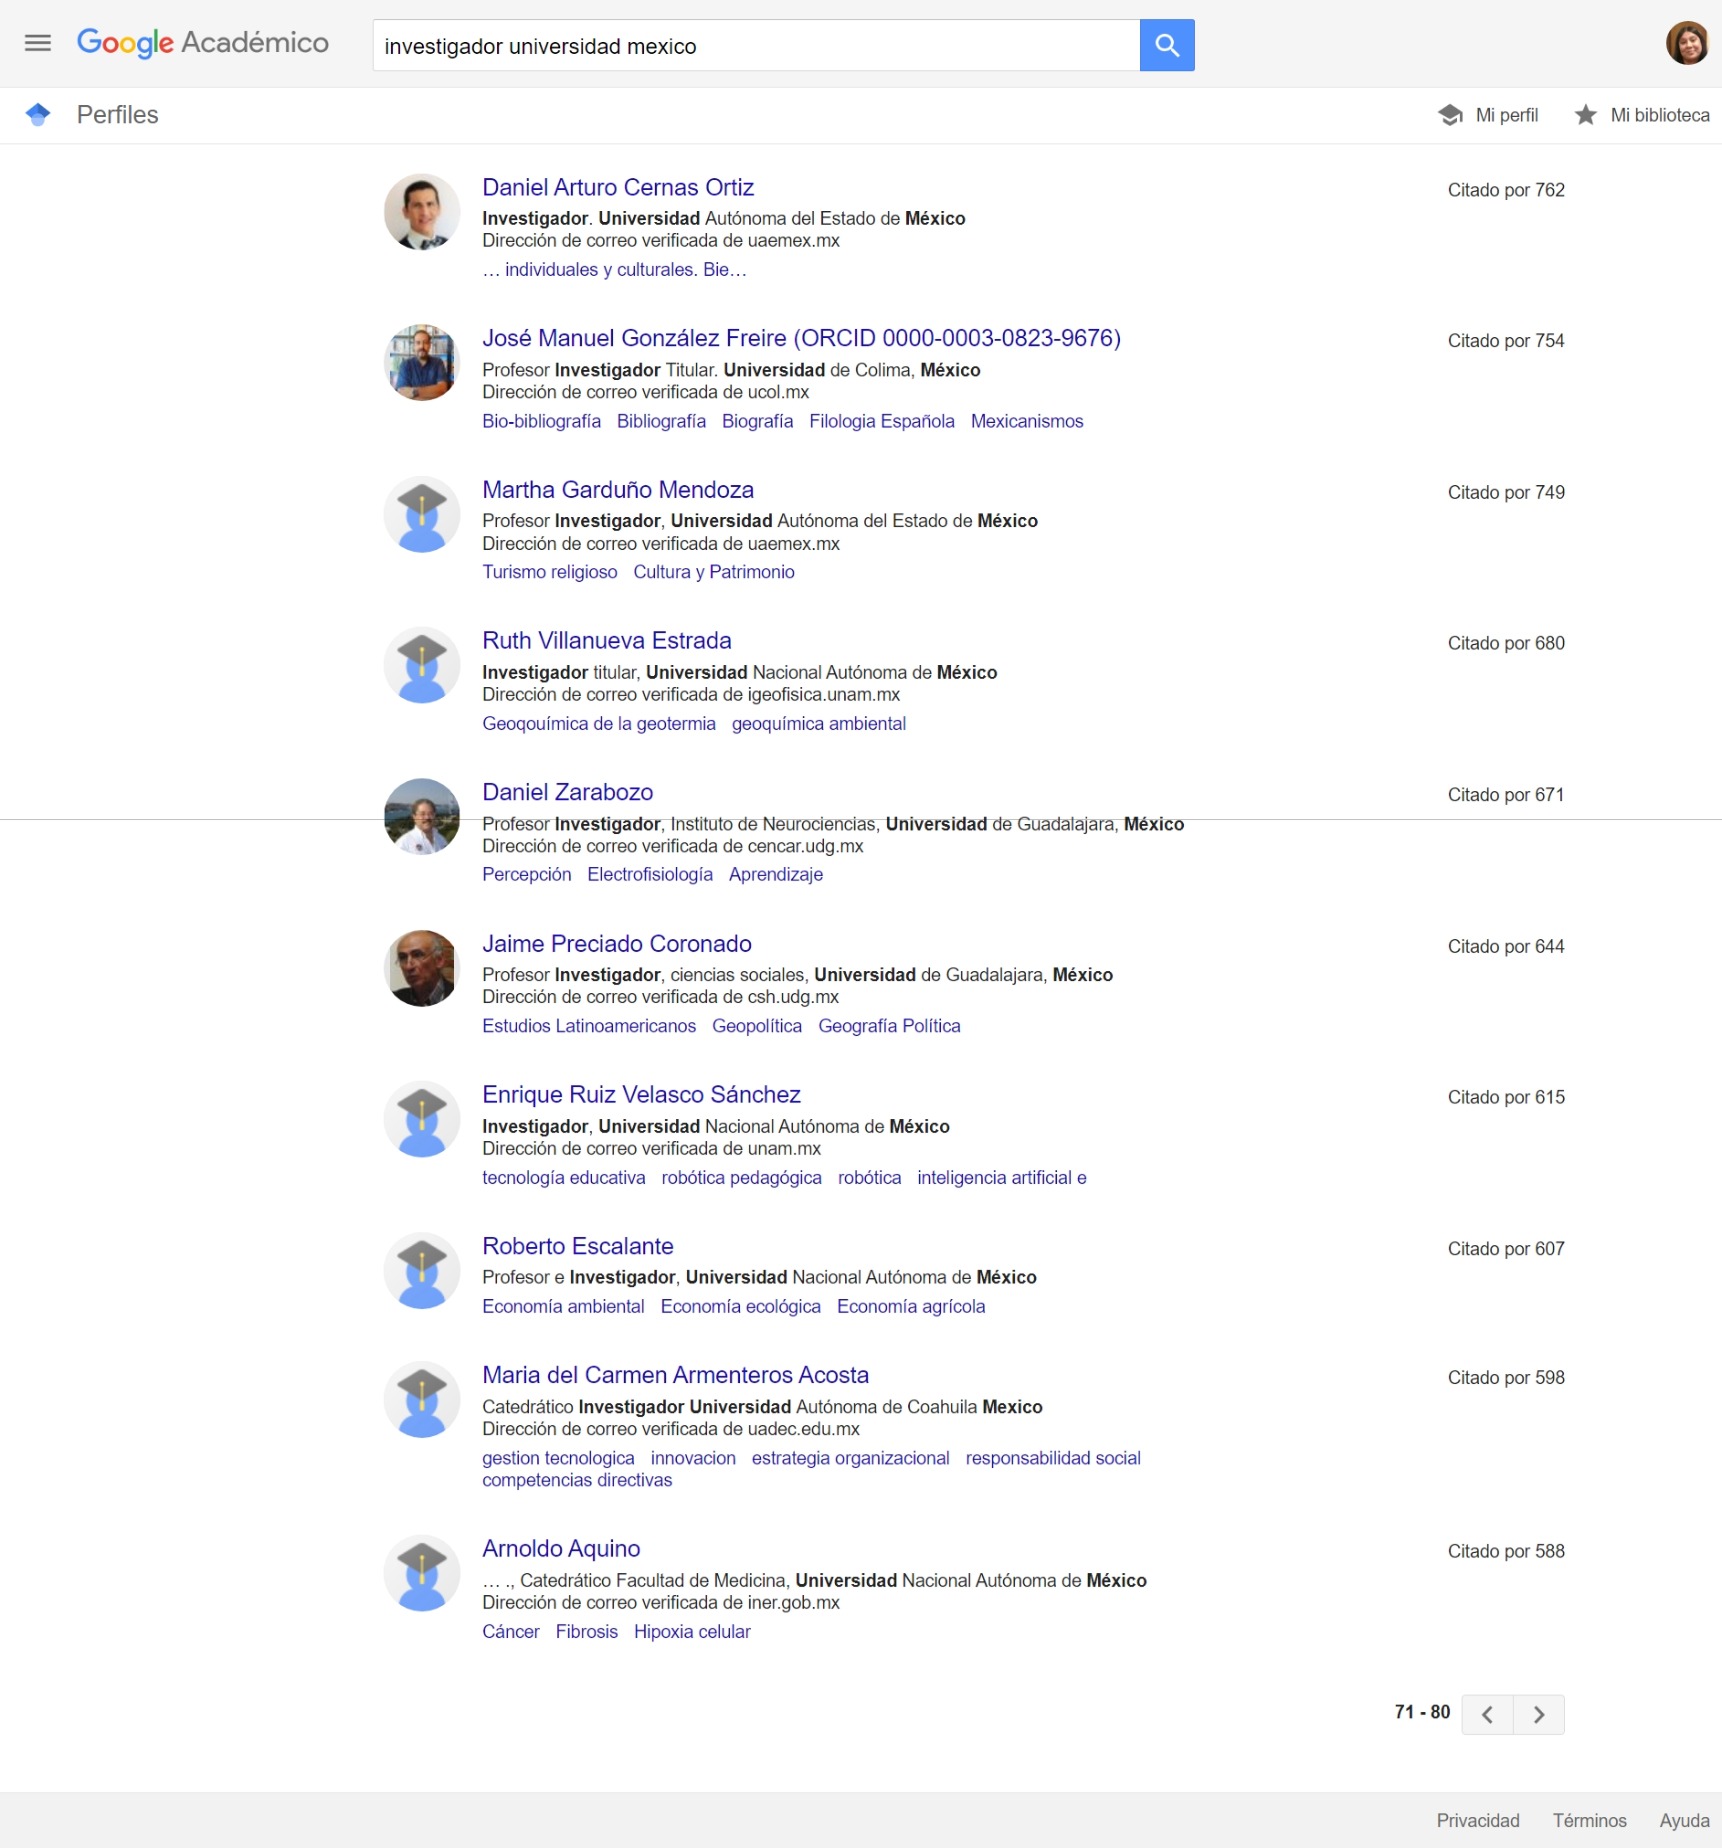 Google Académico
investigador universidad mexico
Perfiles
Mi perfil
Mi biblioteca
Daniel Arturo Cernas Ortiz
Citado por 762
Investigador. Universidad Autónoma del Estado de México
Dirección de correo verificada de uaemex.mx
… individuales y culturales. Bie…
José Manuel González Freire (ORCID 0000-0003-0823-9676)
Citado por 754
Profesor Investigador Titular. Universidad de Colima, México
Dirección de correo verificada de ucol.mx
Bio-bibliografía Bibliografía Biografía Filologia Española Mexicanismos
Martha Garduño Mendoza
Citado por 749
Profesor Investigador, Universidad Autónoma del Estado de México
Dirección de correo verificada de uaemex.mx
Turismo religioso Cultura y Patrimonio
Ruth Villanueva Estrada
Citado por 680
Investigador titular, Universidad Nacional Autónoma de México
Dirección de correo verificada de igeofisica.unam.mx
Geoqouímica de la geotermia geoquímica ambiental
Daniel Zarabozo
Citado por 671
Profesor Investigador, Instituto de Neurociencias, Universidad de Guadalajara, México
Dirección de correo verificada de cencar.udg.mx
Percepción Electrofisiología Aprendizaje
Jaime Preciado Coronado
Citado por 644
Profesor Investigador, ciencias sociales, Universidad de Guadalajara, México
Dirección de correo verificada de csh.udg.mx
Estudios Latinoamericanos Geopolítica Geografía Política
Enrique Ruiz Velasco Sánchez
Citado por 615
Investigador, Universidad Nacional Autónoma de México
Dirección de correo verificada de unam.mx
tecnología educativa robótica pedagógica robótica inteligencia artificial e
Roberto Escalante
Citado por 607
Profesor e Investigador, Universidad Nacional Autónoma de México
Economía ambiental Economía ecológica Economía agrícola
Maria del Carmen Armenteros Acosta
Citado por 598
Catedrático Investigador Universidad Autónoma de Coahuila Mexico
Dirección de correo verificada de uadec.edu.mx
gestion tecnologica innovacion estrategia organizacional responsabilidad social
competencias directivas
Arnoldo Aquino
Citado por 588
… ., Catedrático Facultad de Medicina, Universidad Nacional Autónoma de México
Dirección de correo verificada de iner.gob.mx
Cáncer Fibrosis Hipoxia celular
71 - 80
Privacidad Términos Ayuda